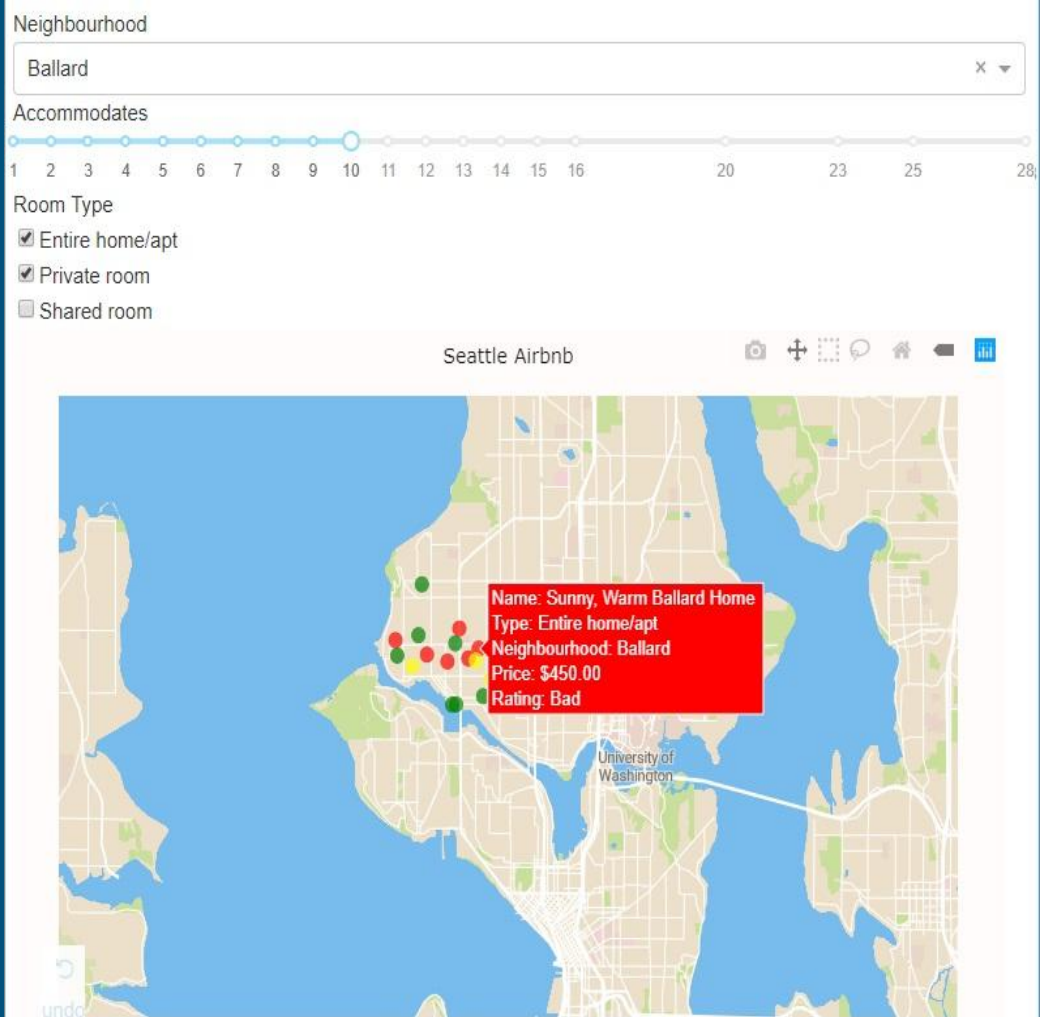 Neighbourhood
Ballard
Accommodates
1 2 3 4 5 6 7 8 9 10 11 12 13 14 15 16 20 23 25 28
Room Type
Entire home/apt
Private room
Shared room
Seattle Airbnb
Name: Sunny, Warm Ballard Home
Type: Entire home/apt
Neighbourhood: Ballard
Price: $450.00
Rating: Bad
University of
Washington
undo